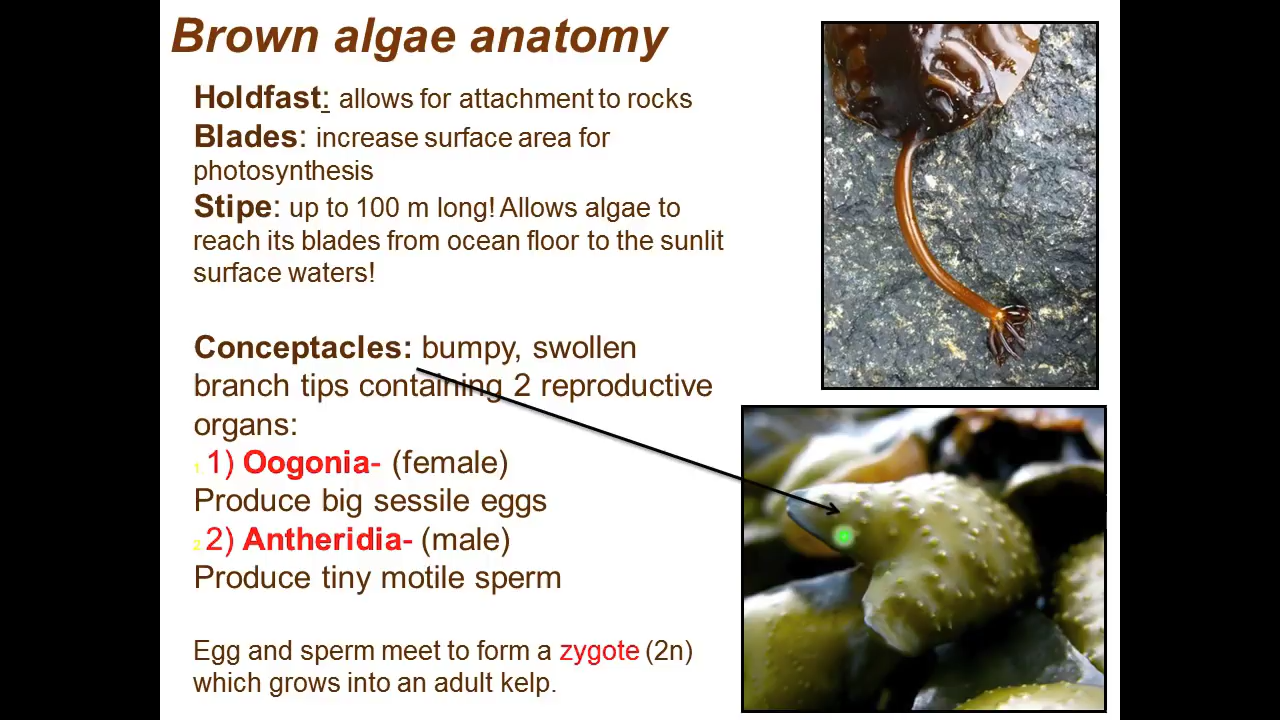 Brown algae anatomy
Holdfast: allows for attachment to rocks
Blades: increase surface area for
photosynthesis
Stipe: up to 100 m long! Allows algae to
reach its blades from ocean floor to the sunlit
surface waters!
Conceptacles: bumpy, swollen
branch tips containing 2 reproductive
organs:
1. 1) Oogonia- (female)
Produce big sessile eggs
2. 2) Antheridia- (male)
Produce tiny motile sperm
Egg and sperm meet to form a zygote (2n)
which grows into an adult kelp.